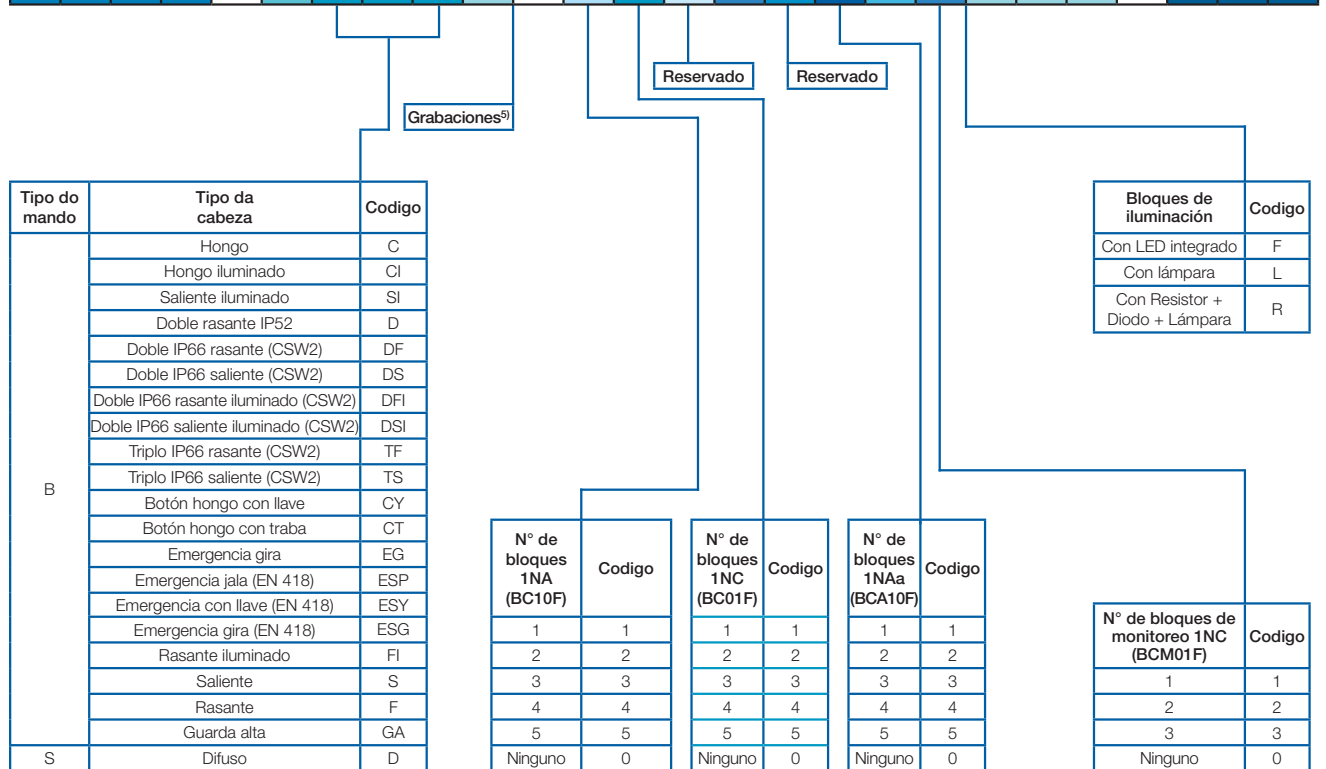 Reservado
Reservado
Grabaciones5)
Tipo do mando Tipo da cabeza Codigo
B
Hongo C
Hongo iluminado CI
Saliente iluminado SI
Doble rasante IP52 D
Doble IP66 rasante (CSW2) DF
Doble IP66 saliente (CSW2) DS
Doble IP66 rasante iluminado (CSW2) DFI
Doble IP66 saliente iluminado (CSW2) DSI
Triplo IP66 rasante (CSW2) TF
Triplo IP66 saliente (CSW2) TS
Botón hongo con llave CY
Botón hongo con traba CT
Emergencia gira EG
Emergencia jala (EN 418) ESP
Emergencia con llave (EN 418) ESY
Emergencia gira (EN 418) ESG
Rasante iluminado FI
Saliente S
Rasante F
Guarda alta GA
S Difuso D
N° de bloques 1NA (BC10F) Codigo
1 1
2 2
3 3
4 4
5 5
Ninguno 0
N° de bloques 1NC (BC01F) Codigo
1 1
2 2
3 3
4 4
5 5
Ninguno 0
N° de bloques 1NAa (BCA10F) Codigo
1 1
2 2
3 3
4 4
5 5
Ninguno 0
Bloques de iluminación Codigo
Con LED integrado F
Con lámpara L
Con Resistor + Diodo + Lámpara R
N° de bloques de monitoreo 1NC (BCM01F) Codigo
1 1
2 2
3 3
Ninguno 0